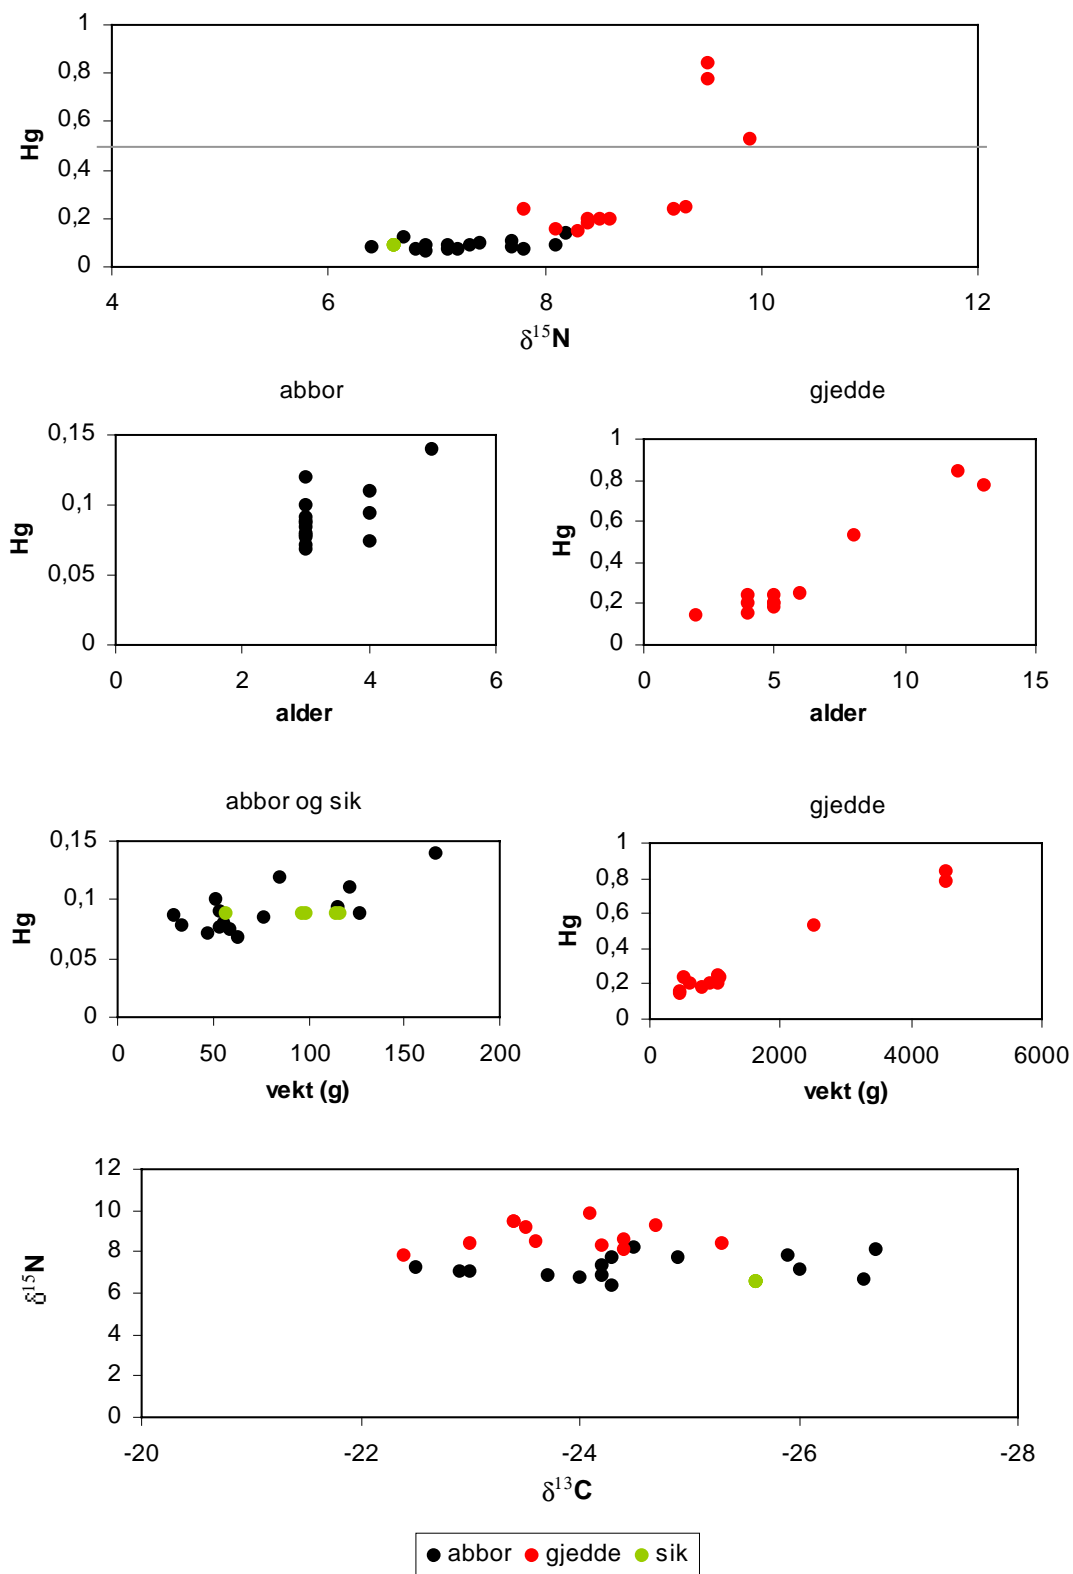 1
0,8
0,6
0,4
0,2
0
Hg
4 6 8 10 12
δ¹⁵N
abbor
0,15
0,1
0,05
0
Hg
0 2 4 6
alder
gjedde
1
0,8
0,6
0,4
0,2
0
Hg
0 5 10 15
alder
abbor og sik
0,15
0,1
0,05
0
Hg
0 50 100 150 200
vekt (g)
gjedde
1
0,8
0,6
0,4
0,2
0
Hg
0 2000 4000 6000
vekt (g)
12
10
8
6
4
2
0
δ¹⁵N
-20 -22 -24 -26 -28
δ¹³C
abbor gjedde sik